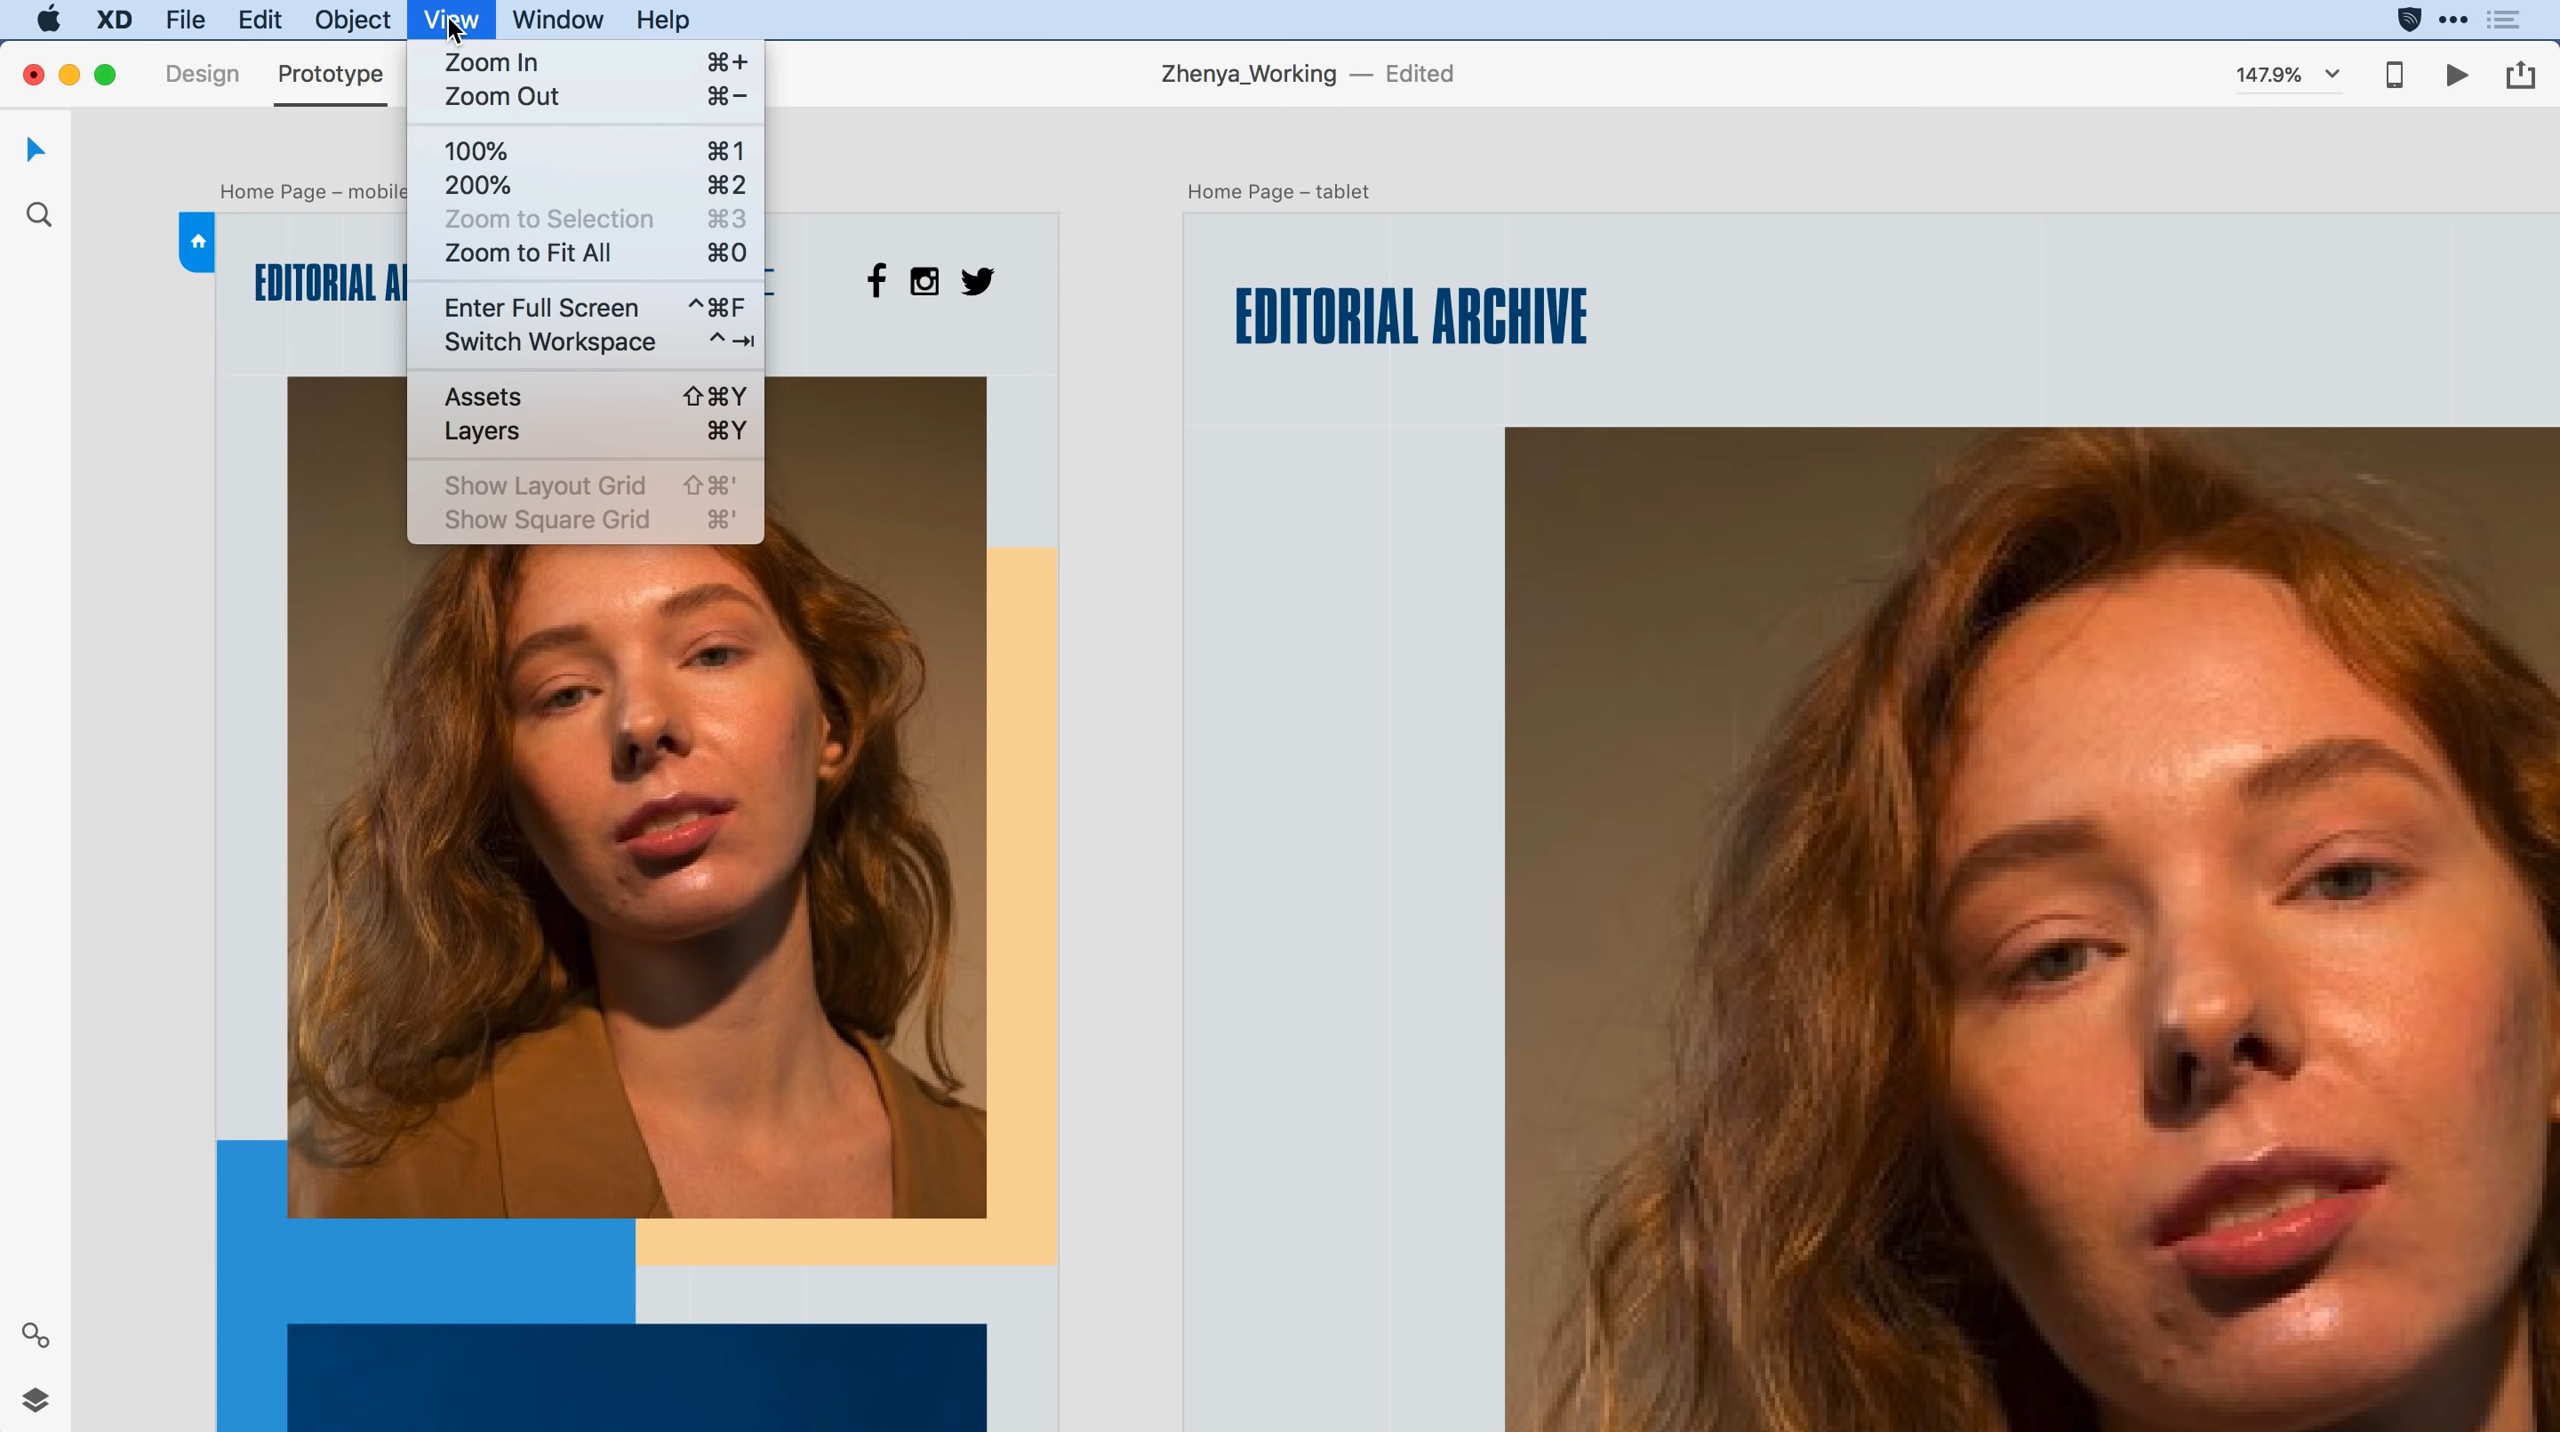 XD File Edit Object View Window Help
Design Prototype
Zhenya_Working — Edited
147.9%
Zoom In ⌘+
Zoom Out ⌘−
100% ⌘1
200% ⌘2
Zoom to Selection ⌘3
Zoom to Fit All ⌘0
Enter Full Screen ^⌘F
Switch Workspace ^⇥
Assets ⇧⌘Y
Layers ⌘Y
Show Layout Grid ⇧⌘'
Show Square Grid ⌘'
Home Page – mobile
EDITORIAL
Home Page – tablet
EDITORIAL ARCHIVE